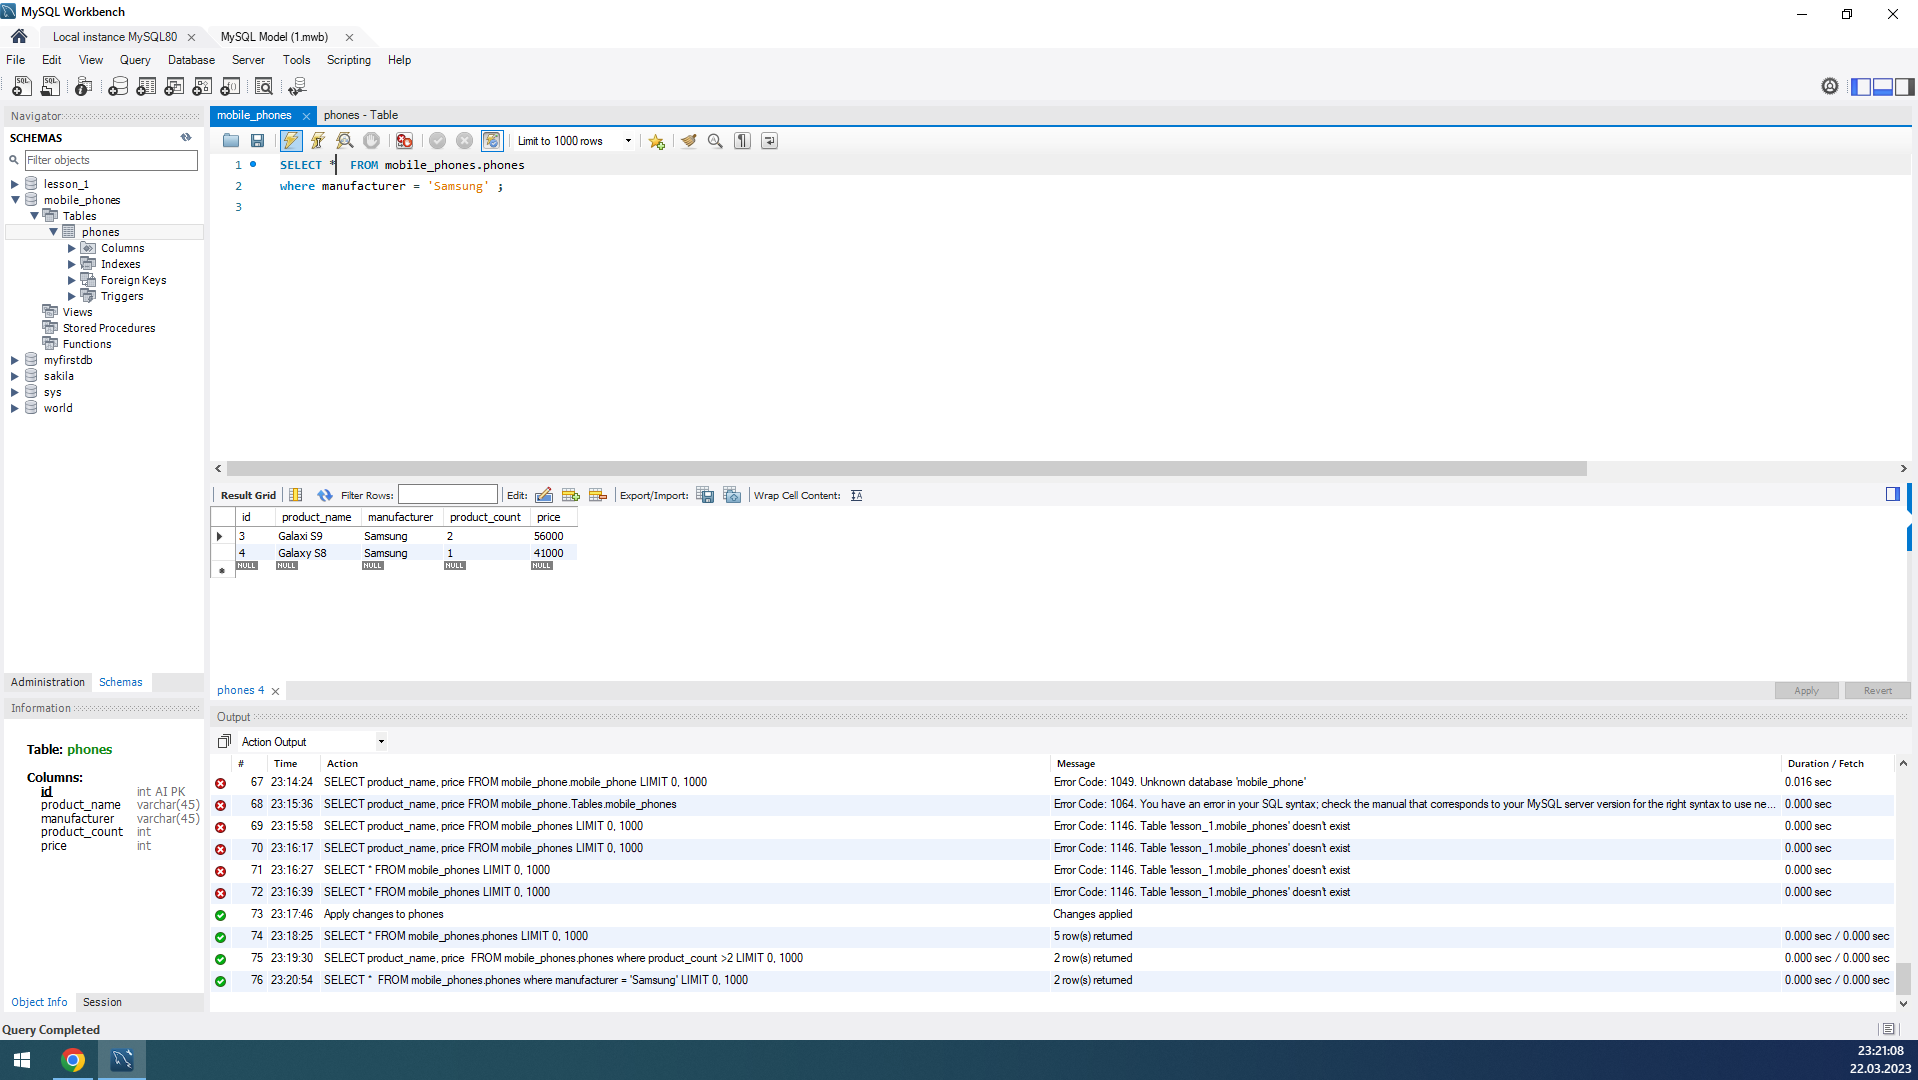 MySQL Workbench
Local instance MySQL80
MySQL Model (1.mwb)
File Edit View Query Database Server Tools Scripting Help
Navigator
SCHEMAS
Filter objects
lesson_1
mobile_phones
Tables
phones
Columns
Indexes
Foreign Keys
Triggers
Views
Stored Procedures
Functions
myfirstdb
sakila
sys
world
Administration Schemas
Information
Table: phones
Columns:
id int AI PK
product_name varchar(45)
manufacturer varchar(45)
product_count int
price int
Object Info Session
mobile_phones
phones - Table
Limit to 1000 rows
1 SELECT * FROM mobile_phones.phones
2 where manufacturer = 'Samsung' ;
3
Result Grid Filter Rows: Edit: Export/Import: Wrap Cell Content:
id product_name manufacturer product_count price
3 Galaxi S9 Samsung 2 56000
4 Galaxy S8 Samsung 1 41000
NULL NULL NULL NULL NULL
phones 4
Apply Revert
Output
Action Output
# Time Action Message Duration / Fetch
67 23:14:24 SELECT product_name, price FROM mobile_phone.mobile_phone LIMIT 0, 1000 Error Code: 1049. Unknown database 'mobile_phone' 0.016 sec
68 23:15:36 SELECT product_name, price FROM mobile_phone.Tables.mobile_phones Error Code: 1064. You have an error in your SQL syntax; check the manual that corresponds to your MySQL server version for the right syntax to use ne... 0.000 sec
69 23:15:58 SELECT product_name, price FROM mobile_phones LIMIT 0, 1000 Error Code: 1146. Table 'lesson_1.mobile_phones' doesn't exist 0.000 sec
70 23:16:17 SELECT product_name, price FROM mobile_phones LIMIT 0, 1000 Error Code: 1146. Table 'lesson_1.mobile_phones' doesn't exist 0.000 sec
71 23:16:27 SELECT * FROM mobile_phones LIMIT 0, 1000 Error Code: 1146. Table 'lesson_1.mobile_phones' doesn't exist 0.000 sec
72 23:16:39 SELECT * FROM mobile_phones LIMIT 0, 1000 Error Code: 1146. Table 'lesson_1.mobile_phones' doesn't exist 0.000 sec
73 23:17:46 Apply changes to phones Changes applied
74 23:18:25 SELECT * FROM mobile_phones.phones LIMIT 0, 1000 5 row(s) returned 0.000 sec / 0.000 sec
75 23:19:30 SELECT product_name, price FROM mobile_phones.phones where product_count >2 LIMIT 0, 1000 2 row(s) returned 0.000 sec / 0.000 sec
76 23:20:54 SELECT * FROM mobile_phones.phones where manufacturer = 'Samsung' LIMIT 0, 1000 2 row(s) returned 0.000 sec / 0.000 sec
Query Completed
23:21:08
22.03.2023